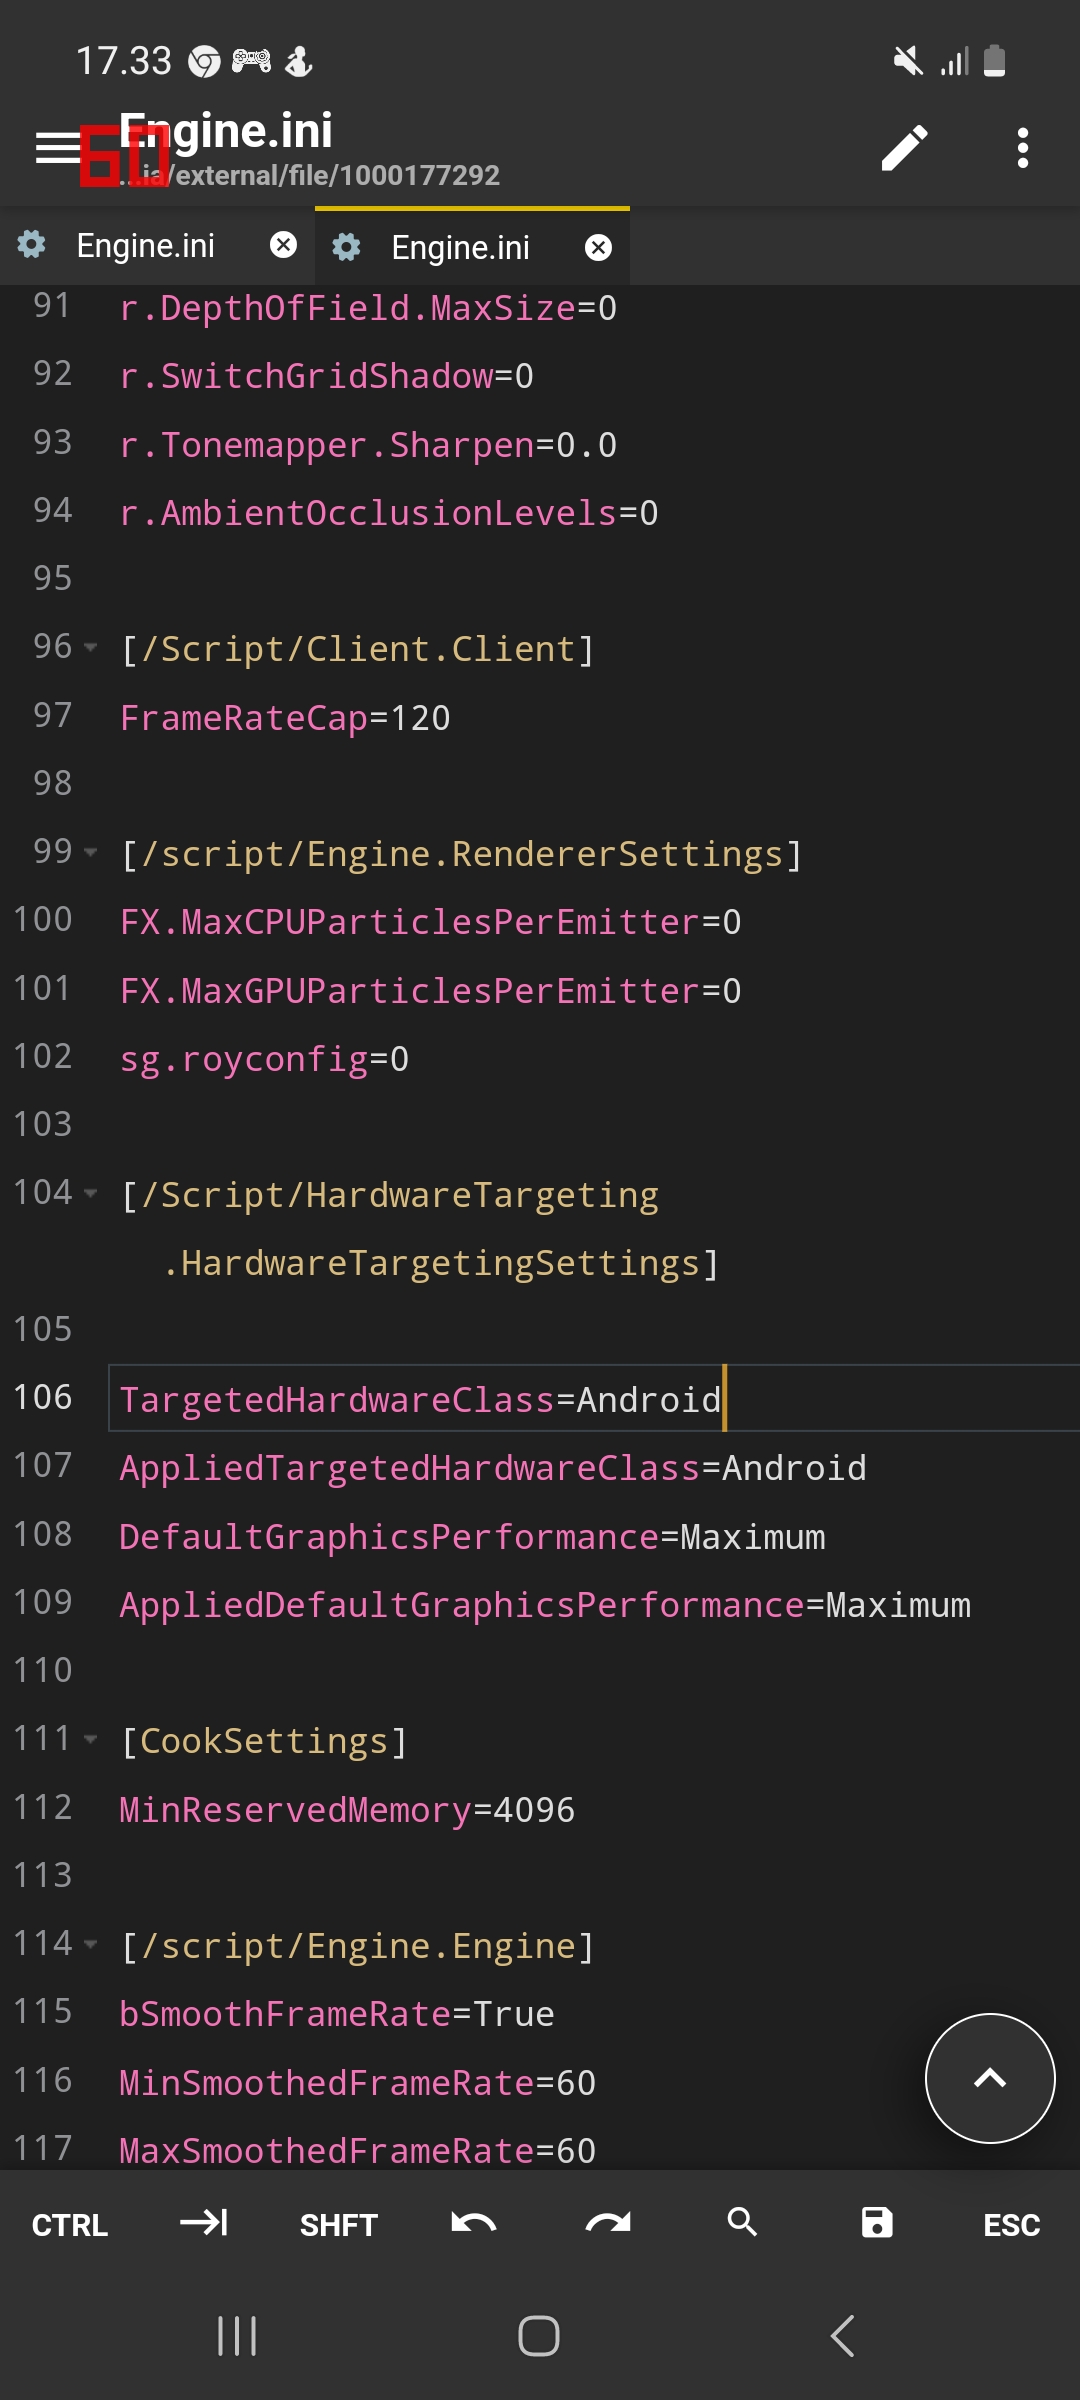 17.33
60
Engine.ini
...ia/external/file/1000177292
Engine.ini
Engine.ini
91 r.DepthOfField.MaxSize=0
92 r.SwitchGridShadow=0
93 r.Tonemapper.Sharpen=0.0
94 r.AmbientOcclusionLevels=0
95
96 [/Script/Client.Client]
97 FrameRateCap=120
98
99 [/script/Engine.RendererSettings]
100 FX.MaxCPUParticlesPerEmitter=0
101 FX.MaxGPUParticlesPerEmitter=0
102 sg.royconfig=0
103
104 [/Script/HardwareTargeting
.HardwareTargetingSettings]
105
106 TargetedHardwareClass=Android
107 AppliedTargetedHardwareClass=Android
108 DefaultGraphicsPerformance=Maximum
109 AppliedDefaultGraphicsPerformance=Maximum
110
111 [CookSettings]
112 MinReservedMemory=4096
113
114 [/script/Engine.Engine]
115 bSmoothFrameRate=True
116 MinSmoothedFrameRate=60
117 MaxSmoothedFrameRate=60
CTRL SHFT ESC